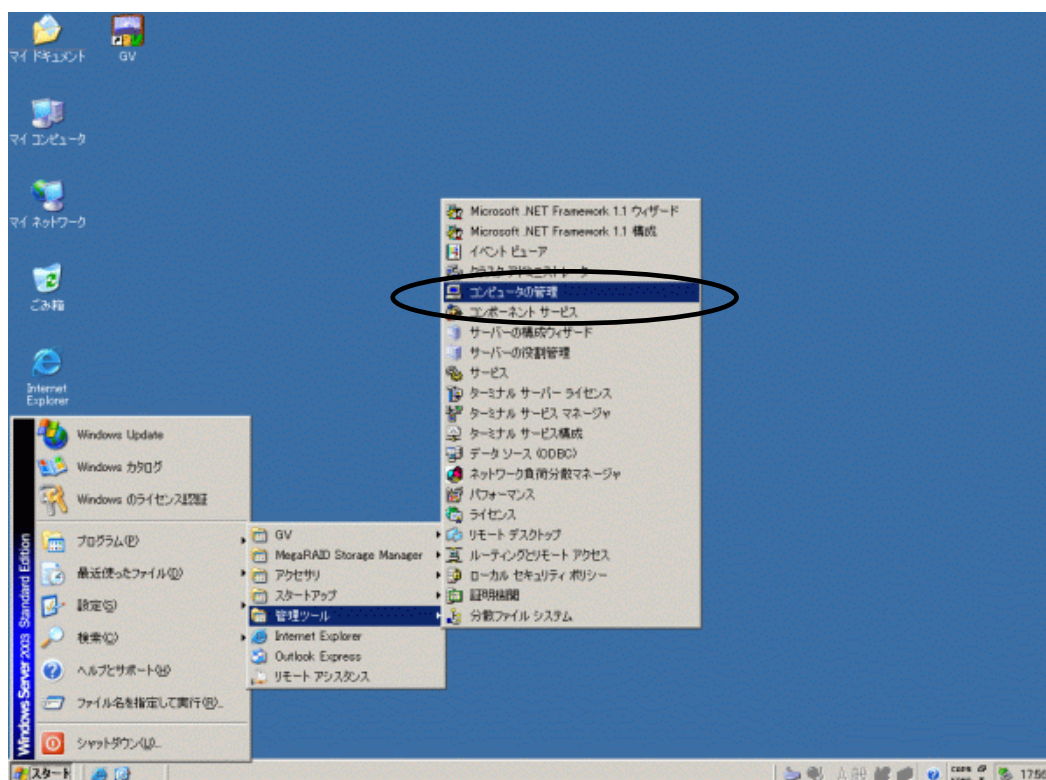 マイ ドキュメント
GV
マイ コンピュータ
マイ ネットワーク
ごみ箱
Internet
Explorer
Microsoft .NET Framework 1.1 ウィザード
Microsoft .NET Framework 1.1 構成
イベント ビューア
クラスタ アドミニストレータ
コンピュータの管理
コンポーネント サービス
サーバーの構成ウィザード
サーバーの役割管理
サービス
ターミナル サーバー ライセンス
ターミナル サービス マネージャ
ターミナル サービス構成
データ ソース (ODBC)
ネットワーク負荷分散マネージャ
パフォーマンス
ライセンス
リモート デスクトップ
ルーティングとリモート アクセス
ローカル セキュリティ ポリシー
証明機関
分散ファイル システム
Windows Update
Windows カタログ
Windows のライセンス認証
プログラム(P)
最近使ったファイル(D)
設定(S)
検索(C)
ヘルプとサポート(H)
ファイル名を指定して実行(R)...
シャットダウン(U)...
Windows Server 2003 Standard Edition
GV
MegaRAID Storage Manager
アクセサリ
スタートアップ
管理ツール
Internet Explorer
Outlook Express
リモート アシスタンス
スタート
CAPS